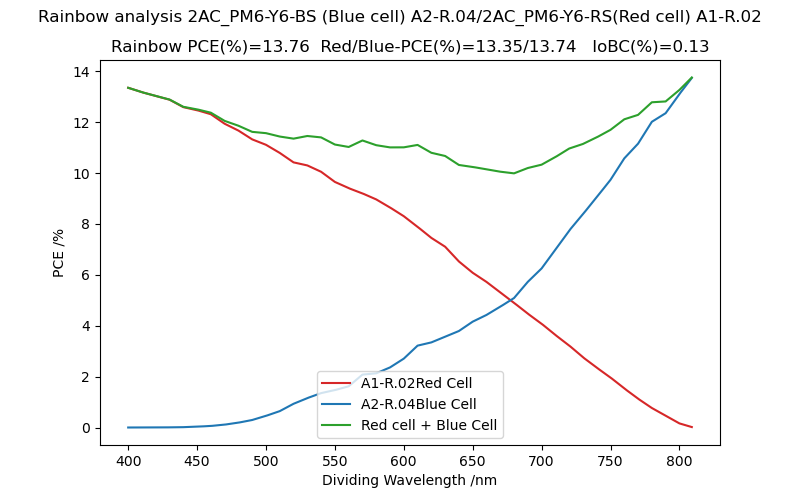 Rainbow analysis 2AC_PM6-Y6-BS (Blue cell) A2-R.04/2AC_PM6-Y6-RS(Red cell) A1-R.02
Rainbow PCE(%)=13.76  Red/Blue-PCE(%)=13.35/13.74   IoBC(%)=0.13
14
12
10
8
6
4
2
0
PCE /%
A1-R.02Red Cell
A2-R.04Blue Cell
Red cell + Blue Cell
400 450 500 550 600 650 700 750 800
Dividing Wavelength /nm